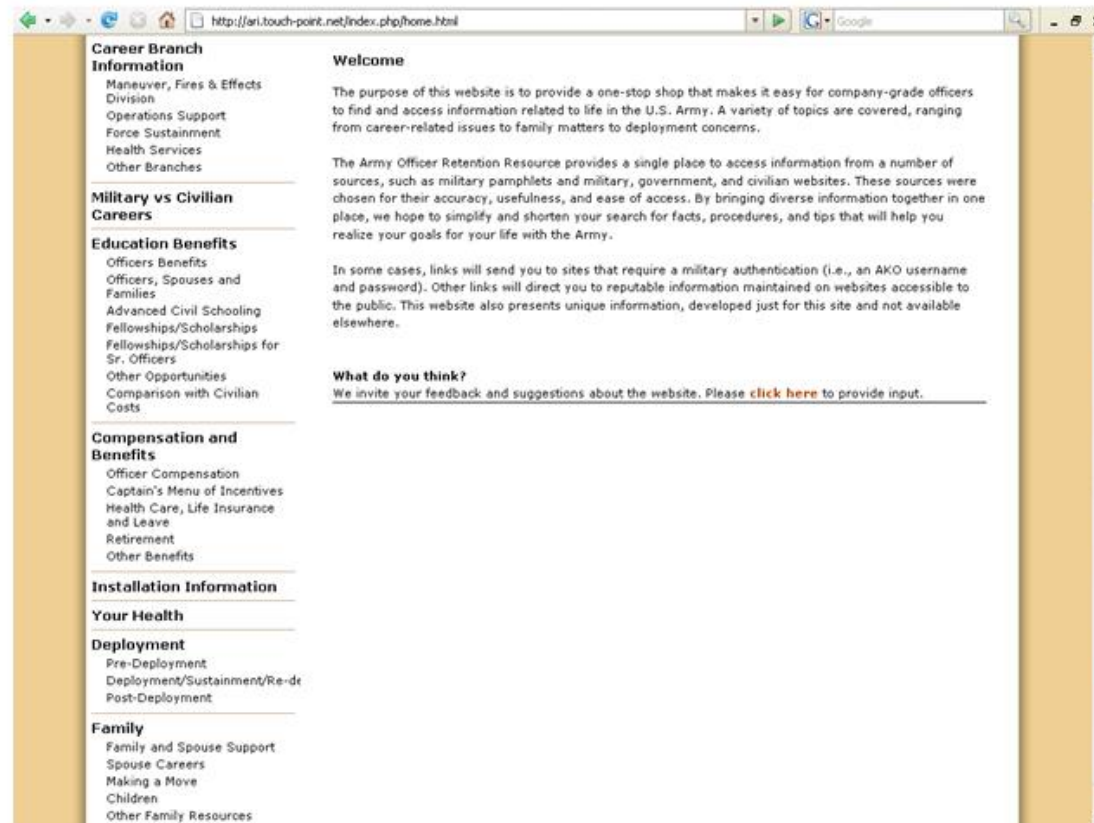 http://ari.touch-point.net/index.php/home.html
Google
Career Branch
Information
Maneuver, Fires & Effects
Division
Operations Support
Force Sustainment
Health Services
Other Branches
Military vs Civilian
Careers
Education Benefits
Officers Benefits
Officers, Spouses and
Families
Advanced Civil Schooling
Fellowships/Scholarships
Fellowships/Scholarships for
Sr. Officers
Other Opportunities
Comparison with Civilian
Costs
Compensation and
Benefits
Officer Compensation
Captain's Menu of Incentives
Health Care, Life Insurance
and Leave
Retirement
Other Benefits
Installation Information
Your Health
Deployment
Pre-Deployment
Deployment/Sustainment/Re-de
Post-Deployment
Family
Family and Spouse Support
Spouse Careers
Making a Move
Children
Other Family Resources
Welcome
The purpose of this website is to provide a one-stop shop that makes it easy for company-grade officers
to find and access information related to life in the U.S. Army. A variety of topics are covered, ranging
from career-related issues to family matters to deployment concerns.
The Army Officer Retention Resource provides a single place to access information from a number of
sources, such as military pamphlets and military, government, and civilian websites. These sources were
chosen for their accuracy, usefulness, and ease of access. By bringing diverse information together in one
place, we hope to simplify and shorten your search for facts, procedures, and tips that will help you
realize your goals for your life with the Army.
In some cases, links will send you to sites that require a military authentication (i.e., an AKO username
and password). Other links will direct you to reputable information maintained on websites accessible to
the public. This website also presents unique information, developed just for this site and not available
elsewhere.
What do you think?
We invite your feedback and suggestions about the website. Please click here to provide input.